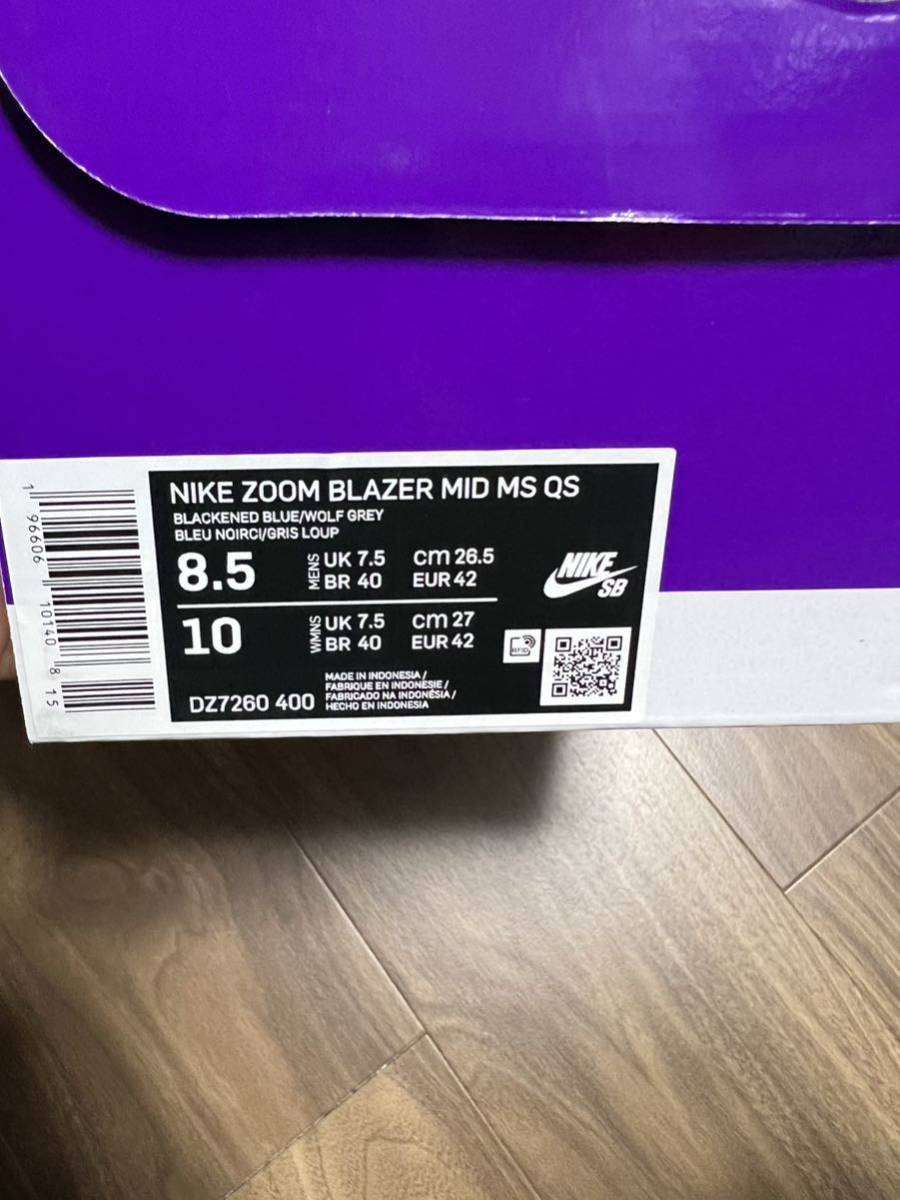 NIKE ZOOM BLAZER MID MS QS
BLACKENED BLUE/WOLF GREY
BLEU NOIRCI/GRIS LOUP
8.5 MENS UK 7.5 cm 26.5
BR 40 EUR 42
10 WMNS UK 7.5 cm 27
BR 40 EUR 42
NIKE
SB
RFID
DZ7260 400
MADE IN INDONESIA /
FABRIQUE EN INDONESIE /
FABRICADO NA INDONÉSIA /
HECHO EN INDONESIA
1 96606 10140 8 15